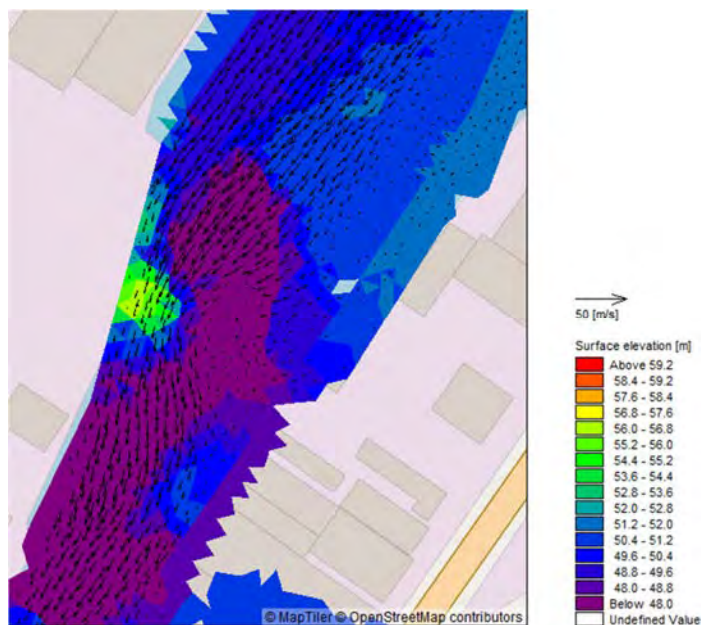 50 [m/s]
Surface elevation [m]
Above 59.2
58.4 - 59.2
57.6 - 58.4
56.8 - 57.6
56.0 - 56.8
55.2 - 56.0
54.4 - 55.2
53.6 - 54.4
52.8 - 53.6
52.0 - 52.8
51.2 - 52.0
50.4 - 51.2
49.6 - 50.4
48.8 - 49.6
48.0 - 48.8
Below 48.0
Undefined Value
© MapTiler © OpenStreetMap contributors